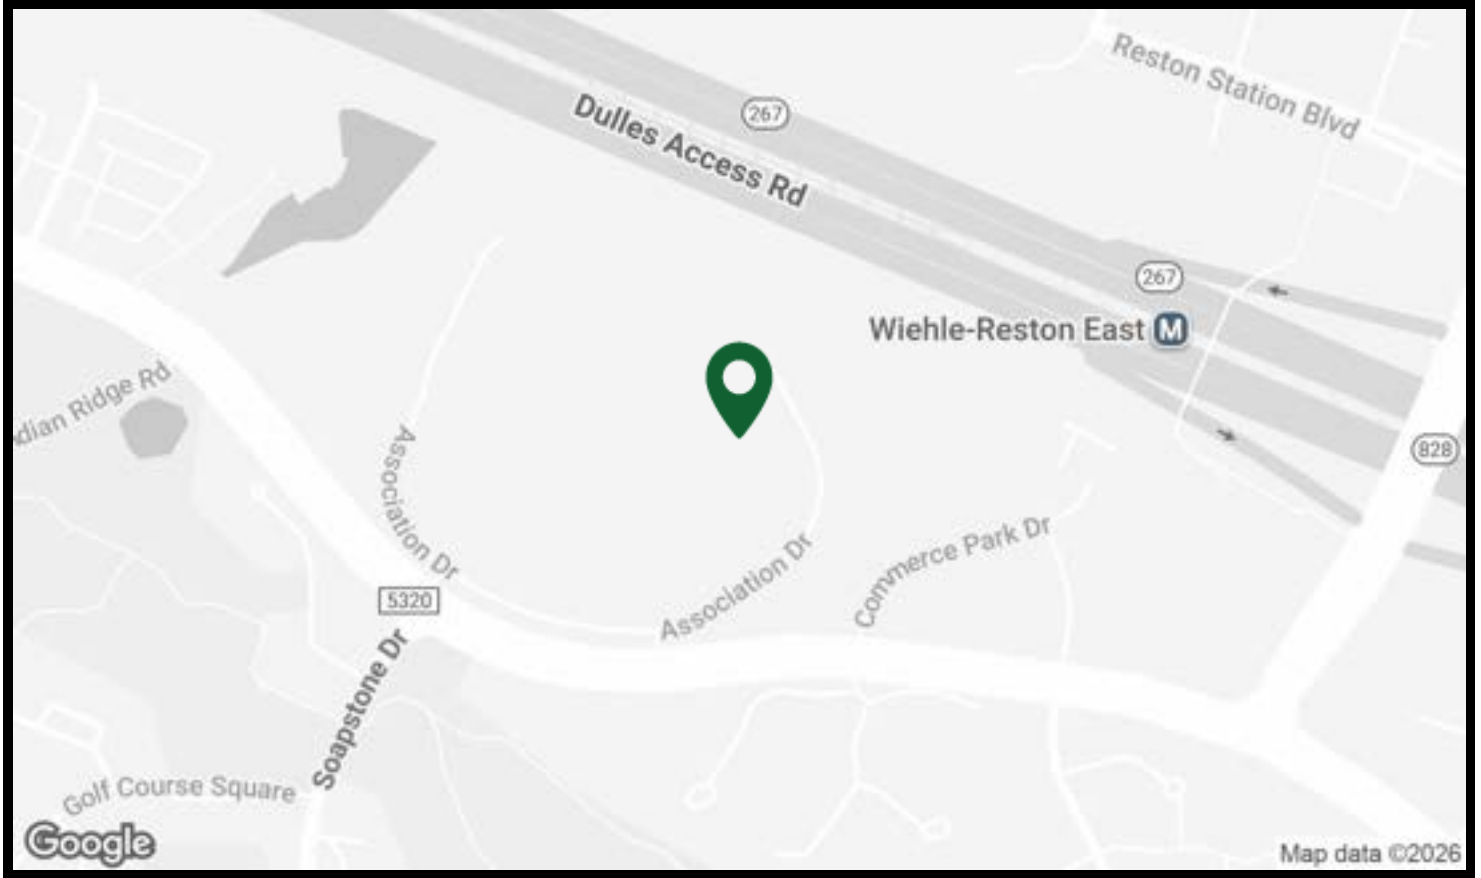 Reston Station Blvd
267
Dulles Access Rd
267
Wiehle-Reston East M
dian Ridge Rd
828
Association Dr
Commerce Park Dr
Association Dr
5320
Soapstone Dr
Golf Course Square
Google
Map data ©2026